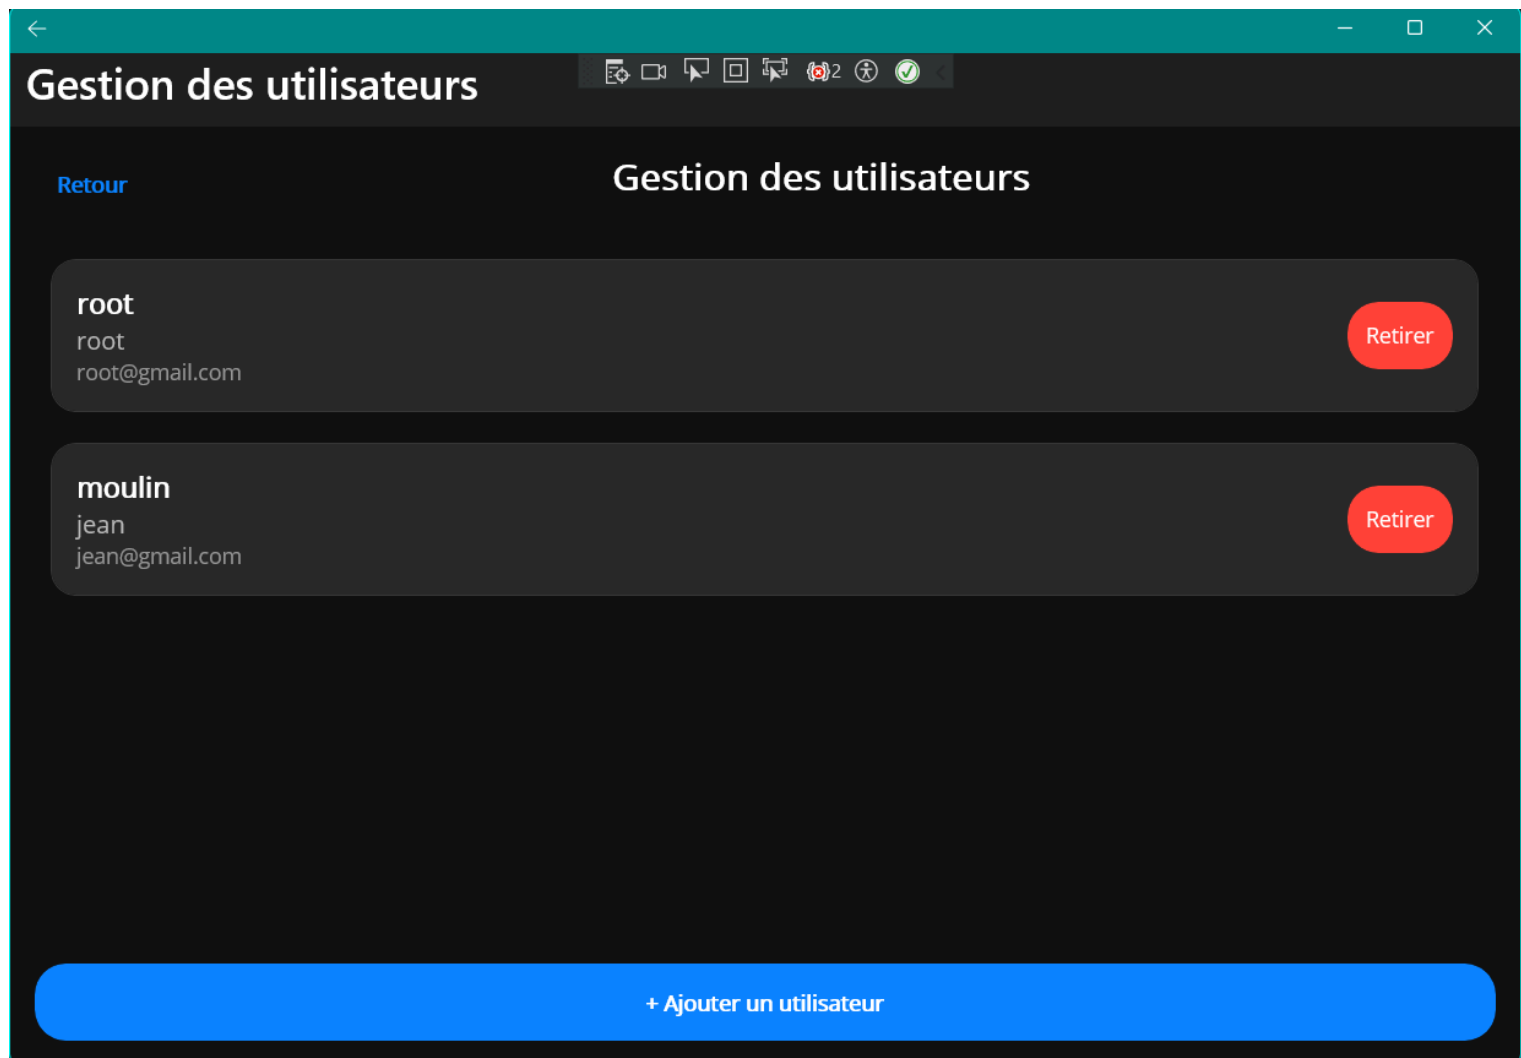 Gestion des utilisateurs
2
Retour
Gestion des utilisateurs
root
root
root@gmail.com
Retirer
moulin
jean
jean@gmail.com
Retirer
+ Ajouter un utilisateur